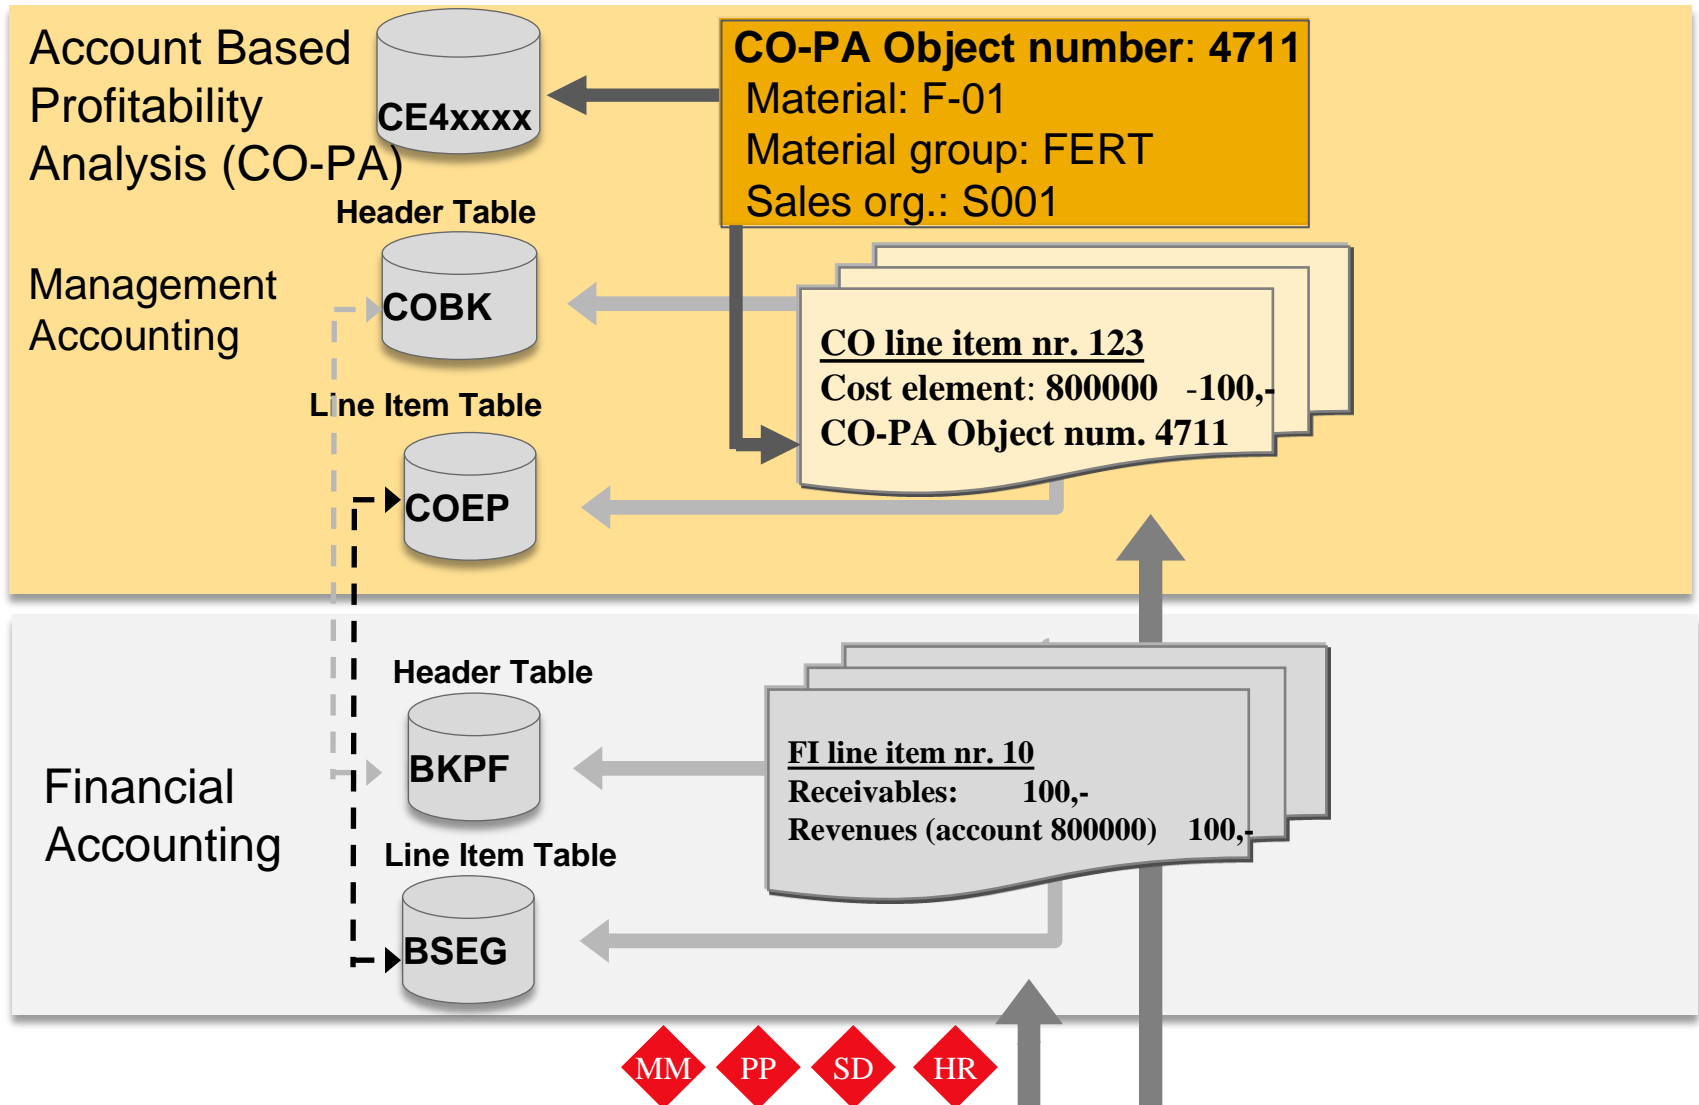 Account Based
Profitability
Analysis (CO-PA)
CE4xxxx
CO-PA Object number: 4711
Material: F-01
Material group: FERT
Sales org.: S001
Header Table
Management
Accounting
COBK
CO line item nr. 123
Cost element: 800000 -100,-
CO-PA Object num. 4711
Line Item Table
COEP
Header Table
BKPF
FI line item nr. 10
Receivables: 100,-
Revenues (account 800000) 100,-
Financial
Accounting
Line Item Table
BSEG
MM PP SD HR